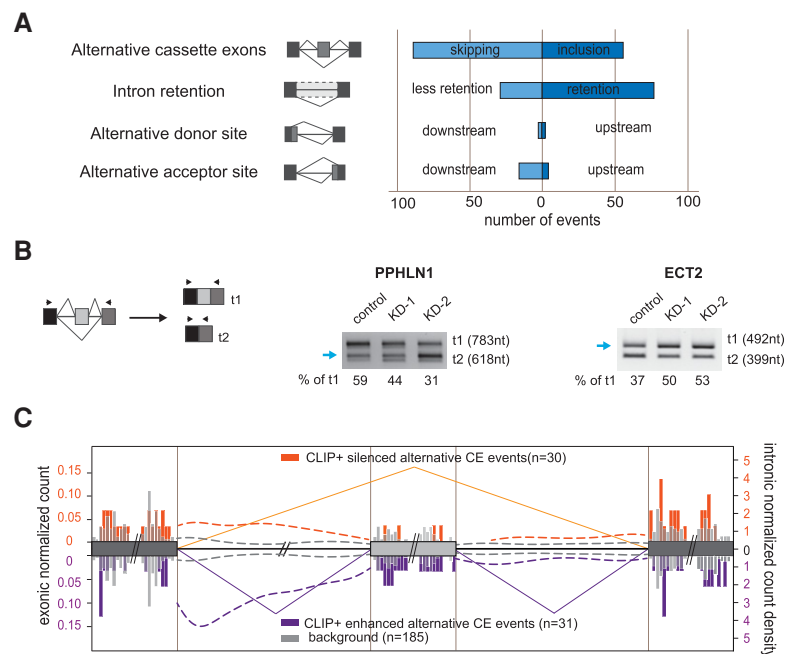 A
Alternative cassette exons
skipping
inclusion
Intron retention
less retention
retention
Alternative donor site
downstream
upstream
Alternative acceptor site
downstream
upstream
100
50
0
50
100
number of events
B
t1
t2
PPHLN1
control
KD-1
KD-2
t1 (783nt)
t2 (618nt)
% of t1 59 44 31
ECT2
control
KD-1
KD-2
t1 (492nt)
t2 (399nt)
% of t1 37 50 53
C
exonic normalized count
0.15
0.10
0.05
0
0
0.05
0.10
0.15
CLIP+ silenced alternative CE events(n=30)
CLIP+ enhanced alternative CE events (n=31)
background (n=185)
5
4
3
2
1
0
1
2
3
4
5
intronic normalized count density